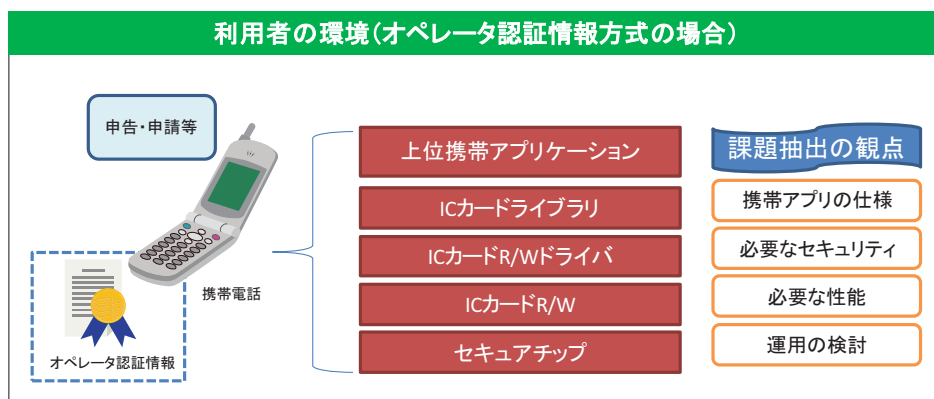 利用者の環境(オペレータ認証情報方式の場合)
申告・申請等
携帯電話
オペレータ認証情報
上位携帯アプリケーション
ICカードライブラリ
ICカードR/Wドライバ
ICカードR/W
セキュアチップ
課題抽出の観点
携帯アプリの仕様
必要なセキュリティ
必要な性能
運用の検討